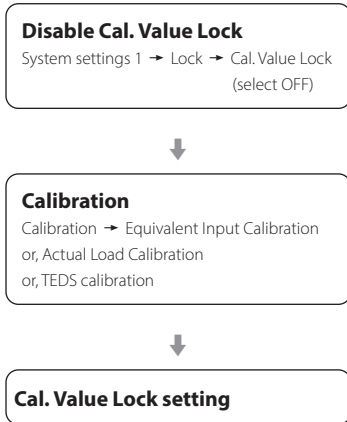 Disable Cal. Value Lock
System settings 1 → Lock → Cal. Value Lock
(select OFF)
Calibration
Calibration → Equivalent Input Calibration
or, Actual Load Calibration
or, TEDS calibration
Cal. Value Lock setting